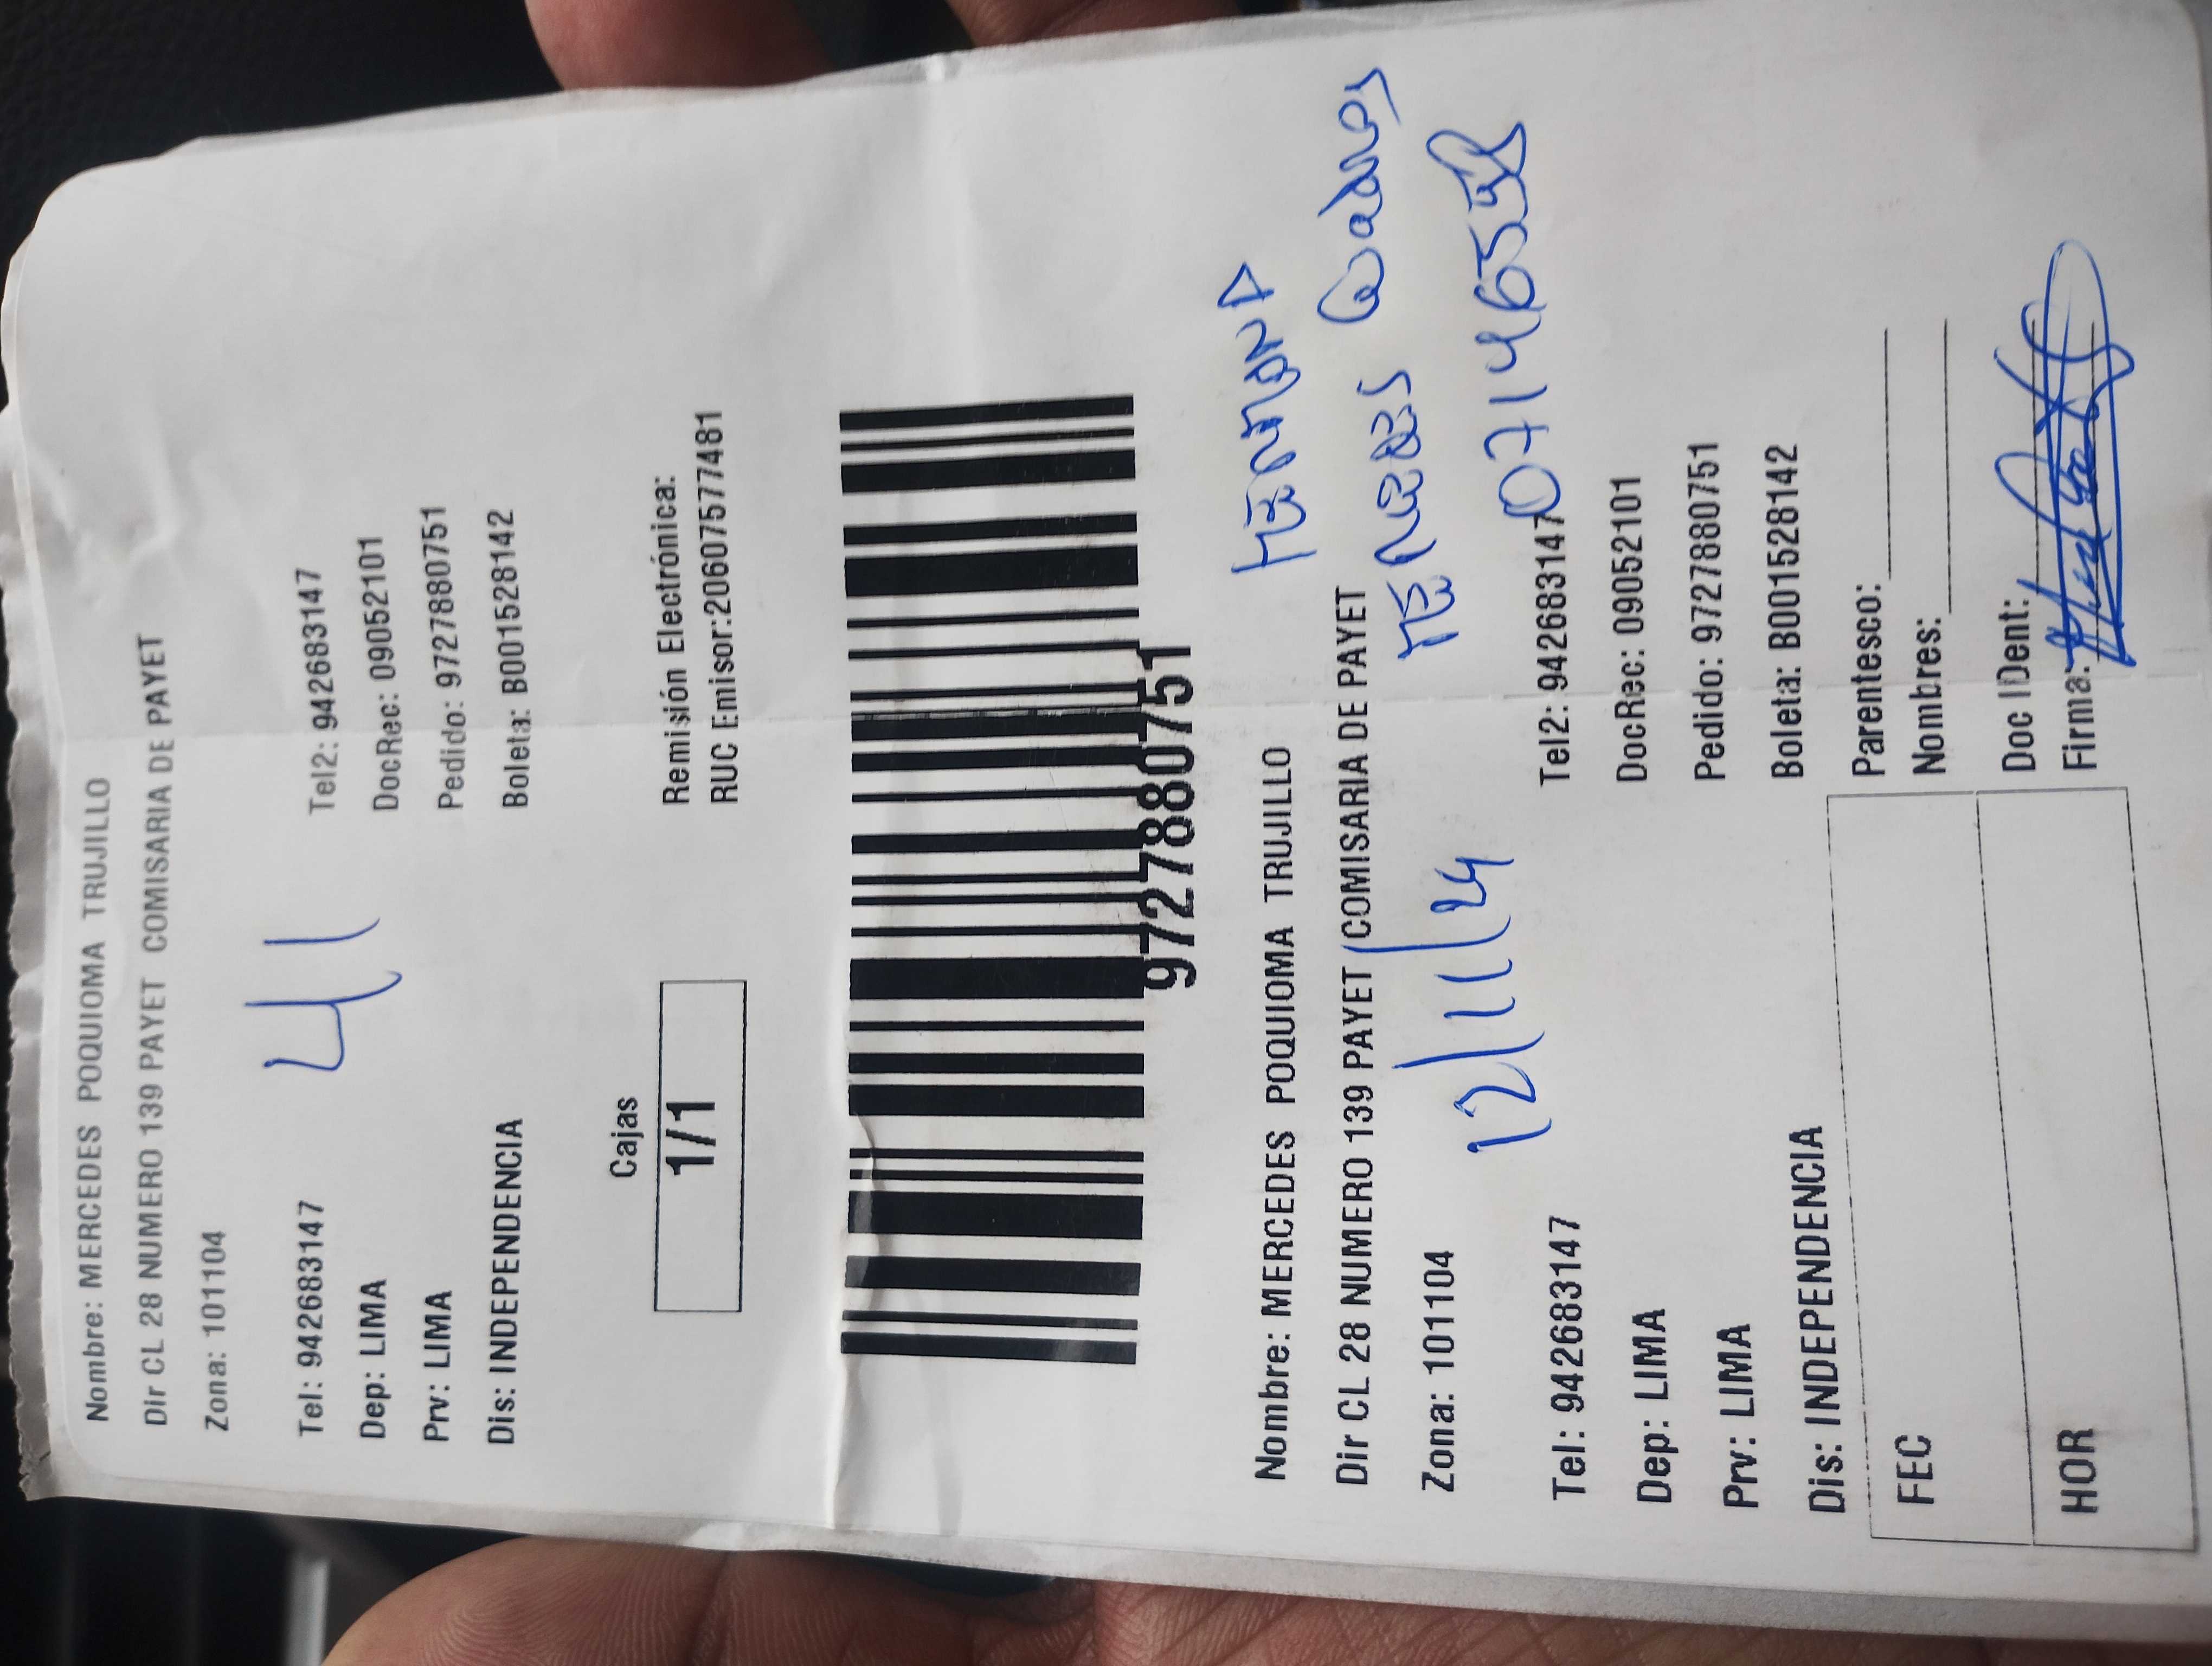 Nombre: MERCEDES POQUIOMA TRUJILLO
Dir CL 28 NUMERO 139 PAYET COMISARIA DE PAYET
Zona: 101104
41
Tel: 942683147 Tel2: 942683147
Dep: LIMA DocRec: 09052101
Prv: LIMA Pedido: 9727880751
Dis: INDEPENDENCIA Boleta: B001528142
Cajas
1/1
Remisión Electrónica:
RUC Emisor:20607577481
9727880751
Nombre: MERCEDES POQUIOMA TRUJILLO
Dir CL 28 NUMERO 139 PAYET COMISARIA DE PAYET
Zona: 101104
12/11/24
Tel: 942683147 Tel2: 942683147
Dep: LIMA DocRec: 09052101
Prv: LIMA Pedido: 9727880751
Dis: INDEPENDENCIA Boleta: B001528142
FEC
HOR
Parentesco:
Nombres:
Doc IDent:
Firma: